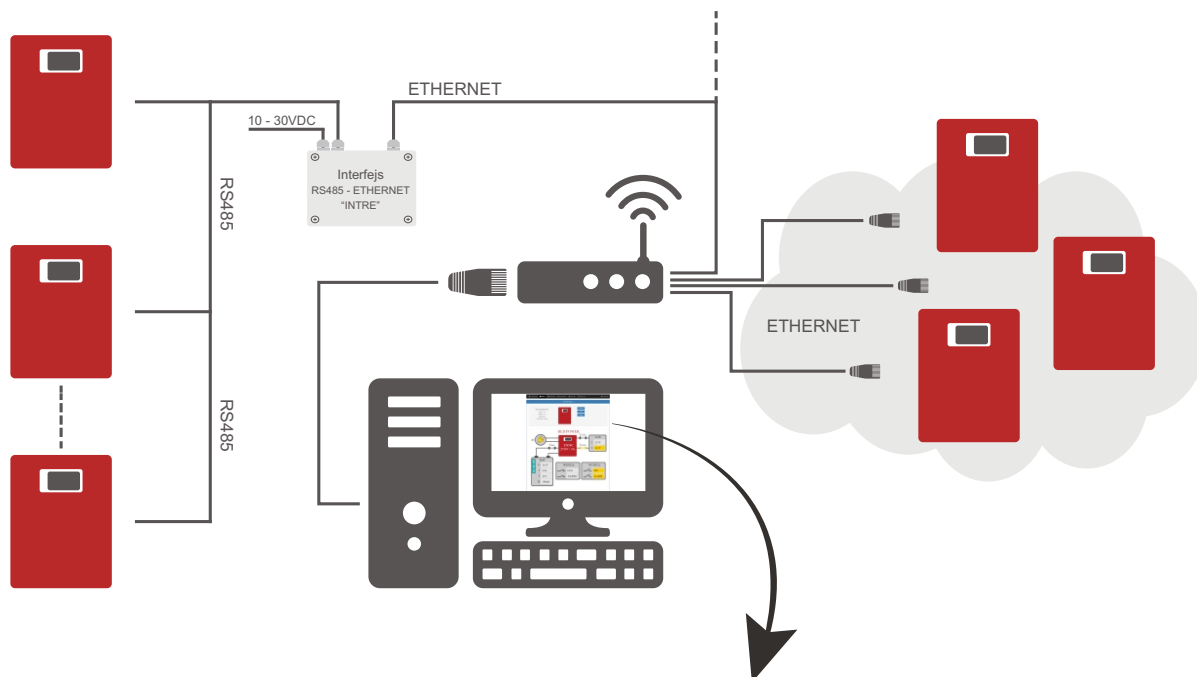 ETHERNET
10 - 30VDC
Interfejs
RS485 - ETHERNET
“INTRE”
RS485
ETHERNET
RS485